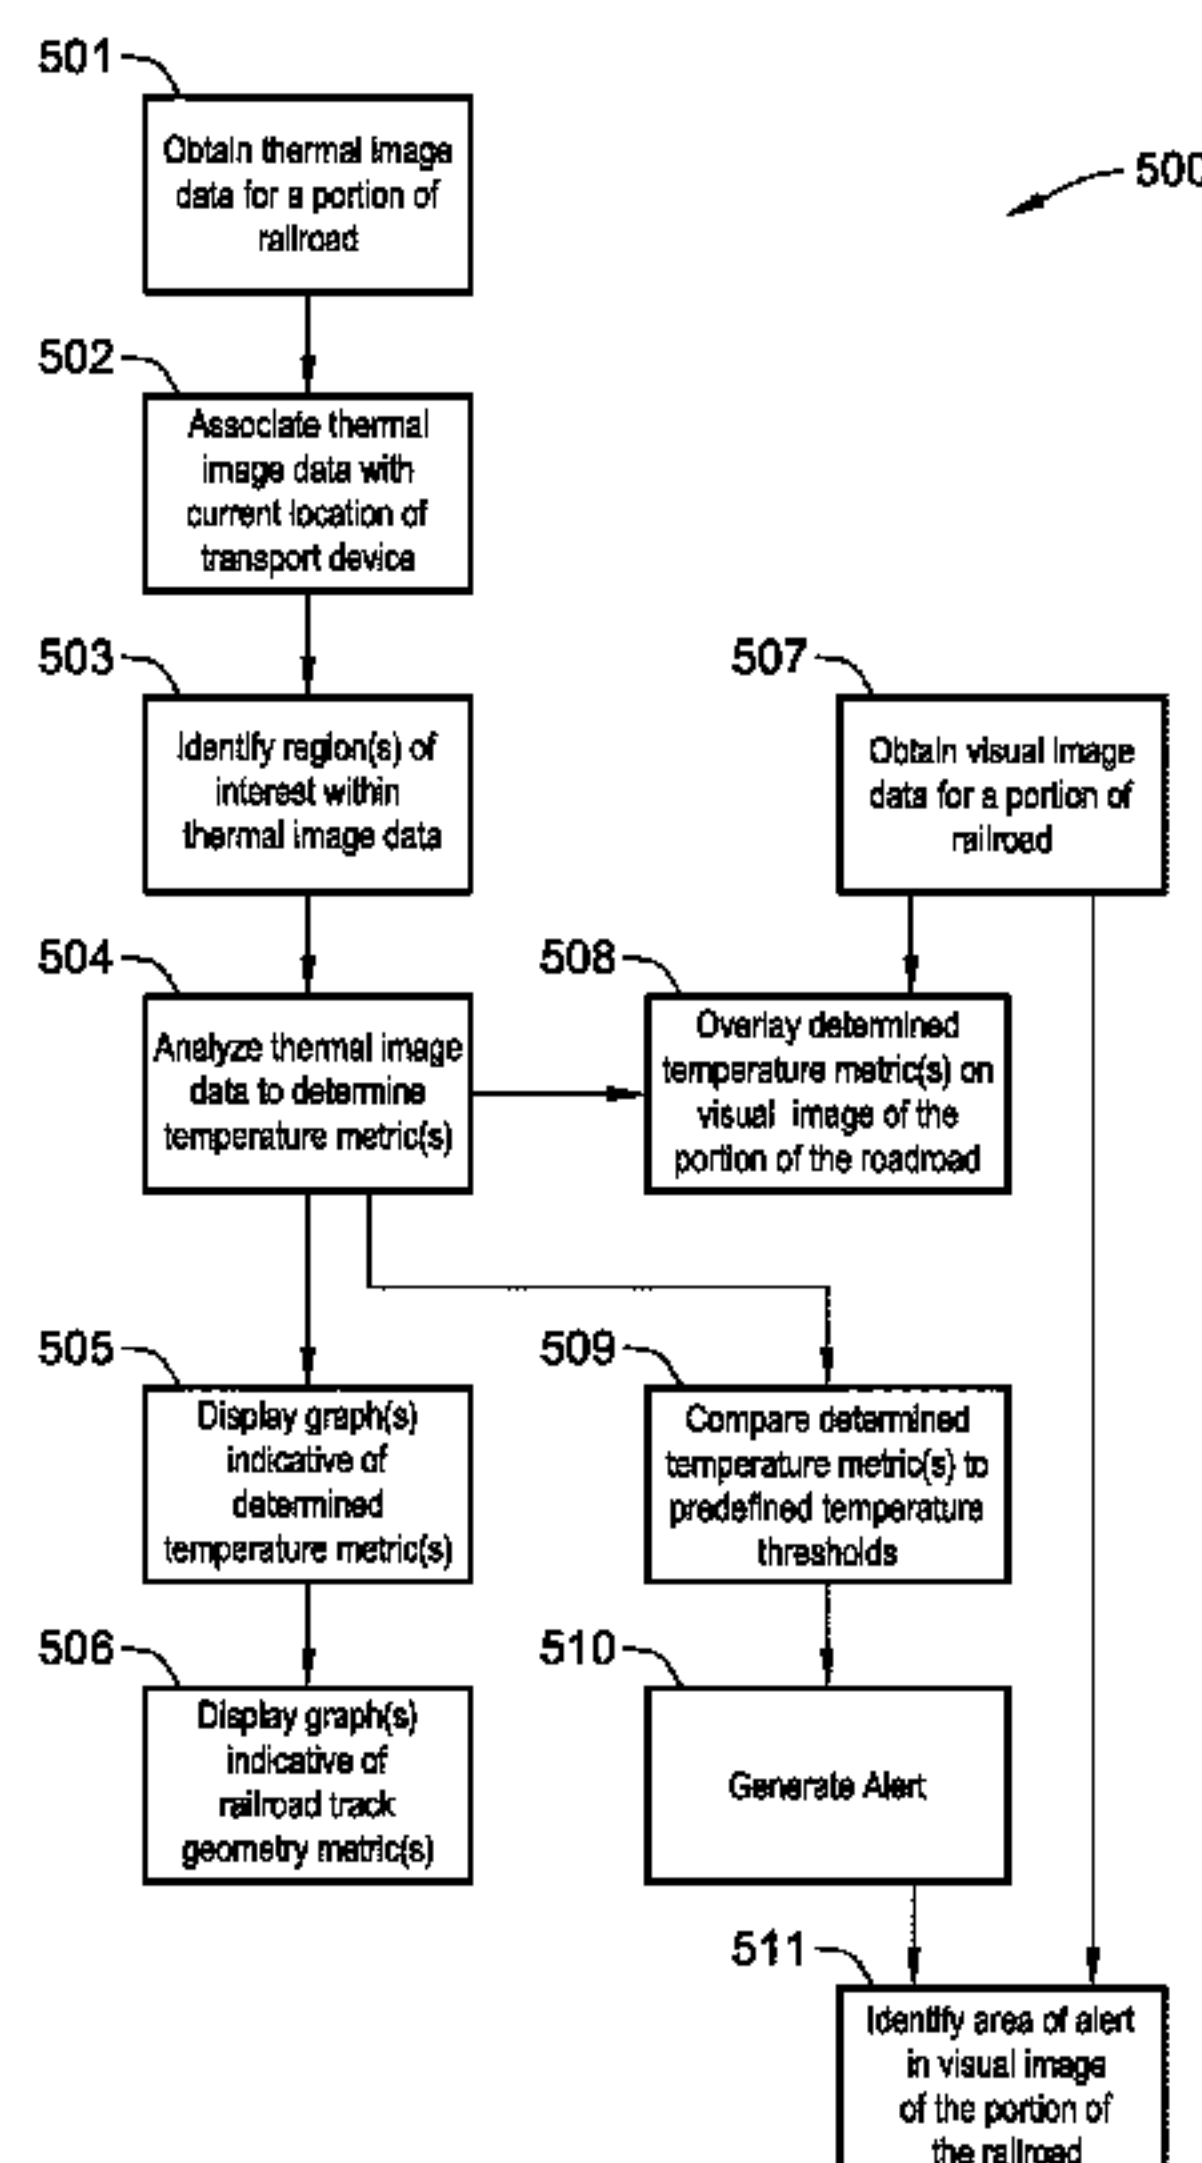 501
Obtain thermal image
data for a portion of
railroad
500
502
Associate thermal
image data with
current location of
transport device
503
Identify region(s) of
interest within
thermal image data
507
Obtain visual image
data for a portion of
railroad
504
Analyze thermal image
data to determine
temperature metric(s)
508
Overlay determined
temperature metric(s) on
visual image of the
portion of the roadroad
505
Display graph(s)
indicative of
determined
temperature metric(s)
509
Compare determined
temperature metric(s) to
predefined temperature
thresholds
506
Display graph(s)
indicative of
railroad track
geometry metric(s)
510
Generate Alert
511
Identify area of alert
in visual image
of the portion of
the railroad